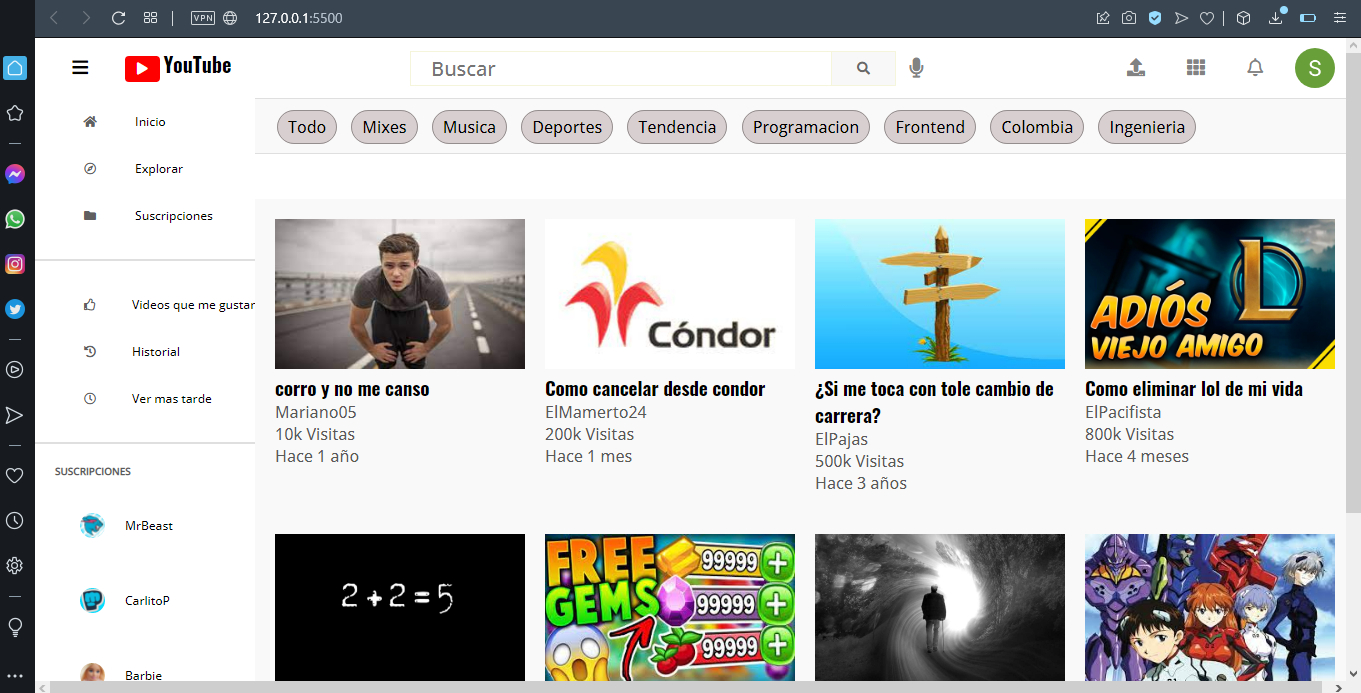 VPN 127.0.0.1:5500
YouTube
Buscar
S
Inicio
Explorar
Suscripciones
Videos que me gustan
Historial
Ver mas tarde
SUSCRIPCIONES
MrBeast
CarlitoP
Barbie
Todo Mixes Musica Deportes Tendencia Programacion Frontend Colombia Ingenieria
corro y no me canso
Mariano05
10k Visitas
Hace 1 año
Cóndor
Como cancelar desde condor
ElMamerto24
200k Visitas
Hace 1 mes
¿Si me toca con tole cambio de
carrera?
ElPajas
500k Visitas
Hace 3 años
L
ADIÓS
VIEJO AMIGO
Como eliminar lol de mi vida
ElPacifista
800k Visitas
Hace 4 meses
2+2=5
FREE
GEMS
99999+
99999+
99999+